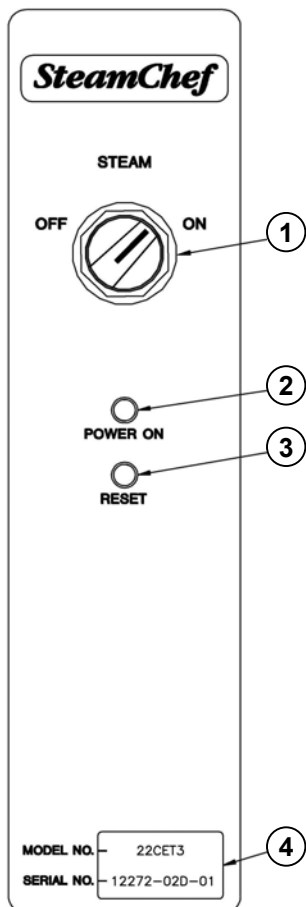 SteamChef
STEAM
OFF ON
1
2
POWER ON
3
RESET
4
MODEL NO. 22CET3
SERIAL NO. 12272-02D-01